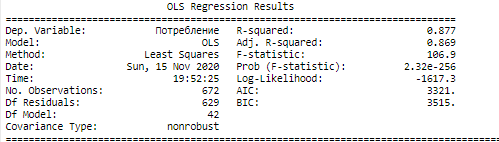 OLS Regression Results
==============================================================================
Dep. Variable: Потребление R-squared: 0.877
Model: OLS Adj. R-squared: 0.869
Method: Least Squares F-statistic: 106.9
Date: Sun, 15 Nov 2020 Prob (F-statistic): 2.32e-256
Time: 19:52:25 Log-Likelihood: -1617.3
No. Observations: 672 AIC: 3321.
Df Residuals: 629 BIC: 3515.
Df Model: 42
Covariance Type: nonrobust
==============================================================================